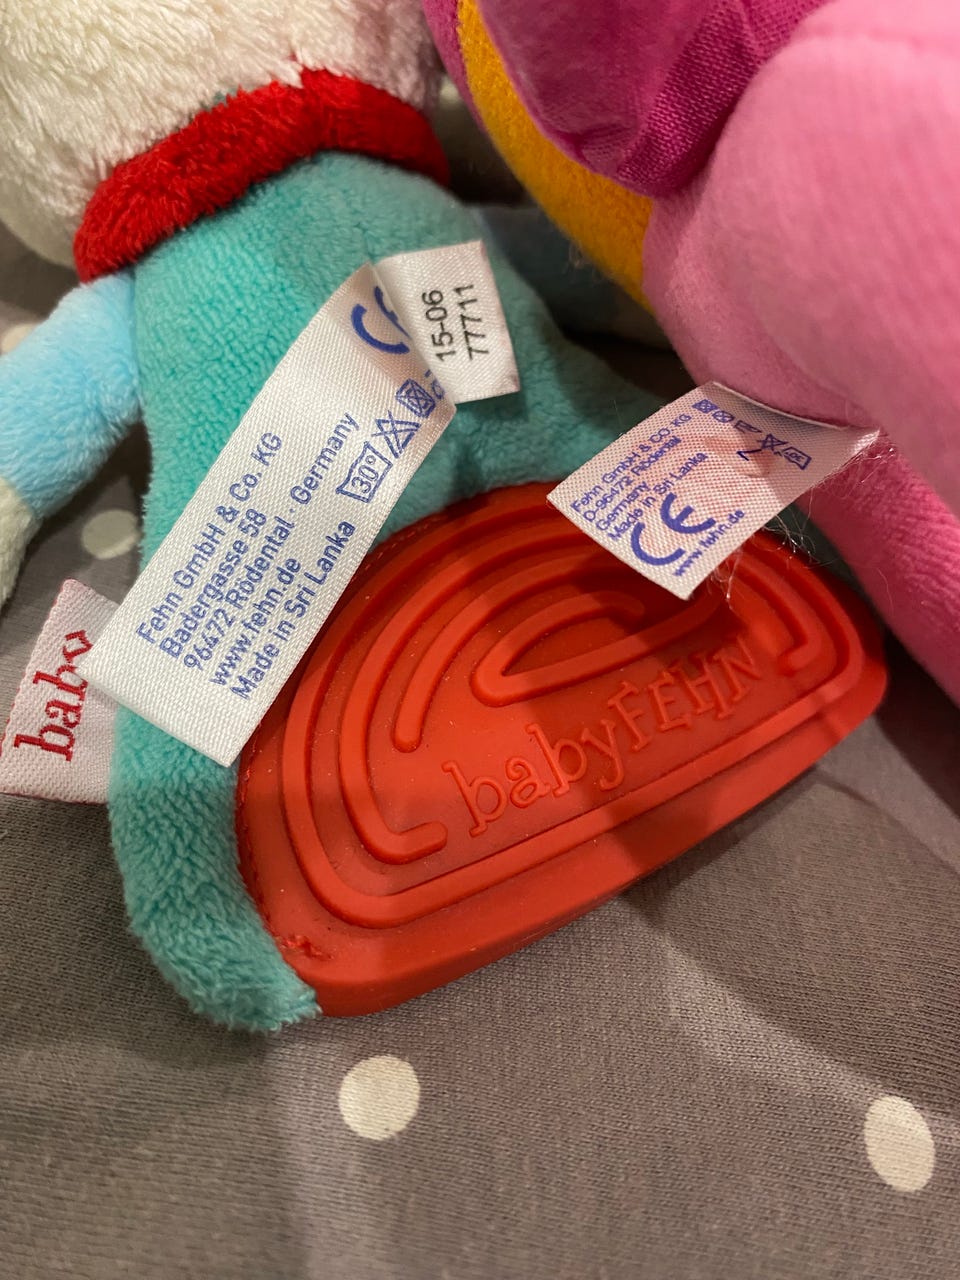 15-06
77711
CE
Fehn GmbH & Co. KG
Badergasse 58
96472 Rödental · Germany
www.fehn.de
Made in Sri Lanka
30°
Fehn GmbH & CO.KG
D-96472 Rödental
Germany
Made in Sri Lanka
CE
www.fehn.de
baby
babyFEHN